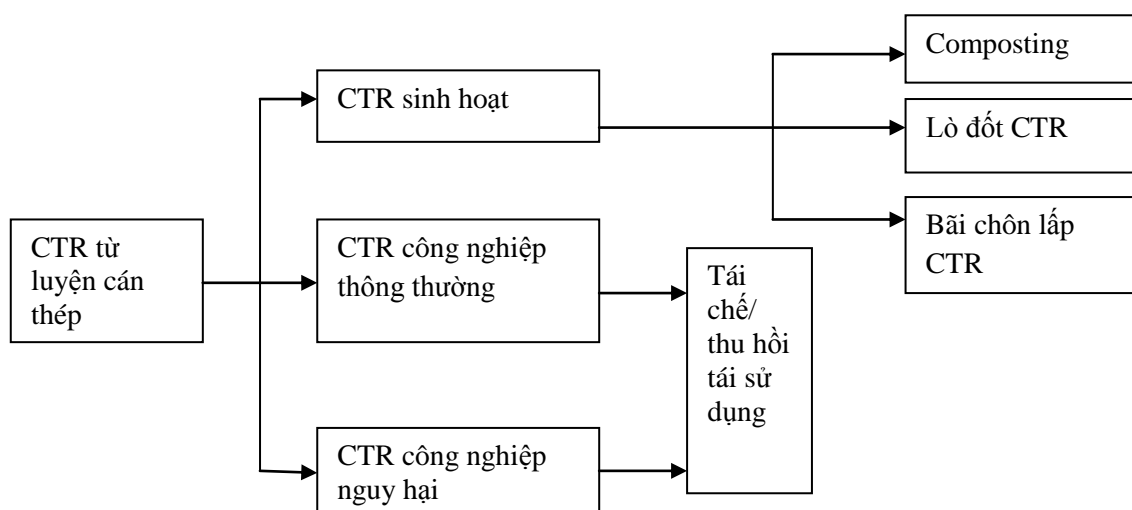 CTR từ
luyện cán
thép
CTR sinh hoạt
CTR công nghiệp
thông thường
CTR công nghiệp
nguy hại
Tái
chế/
thu hồi
tái sử
dụng
Composting
Lò đốt CTR
Bãi chôn lấp
CTR